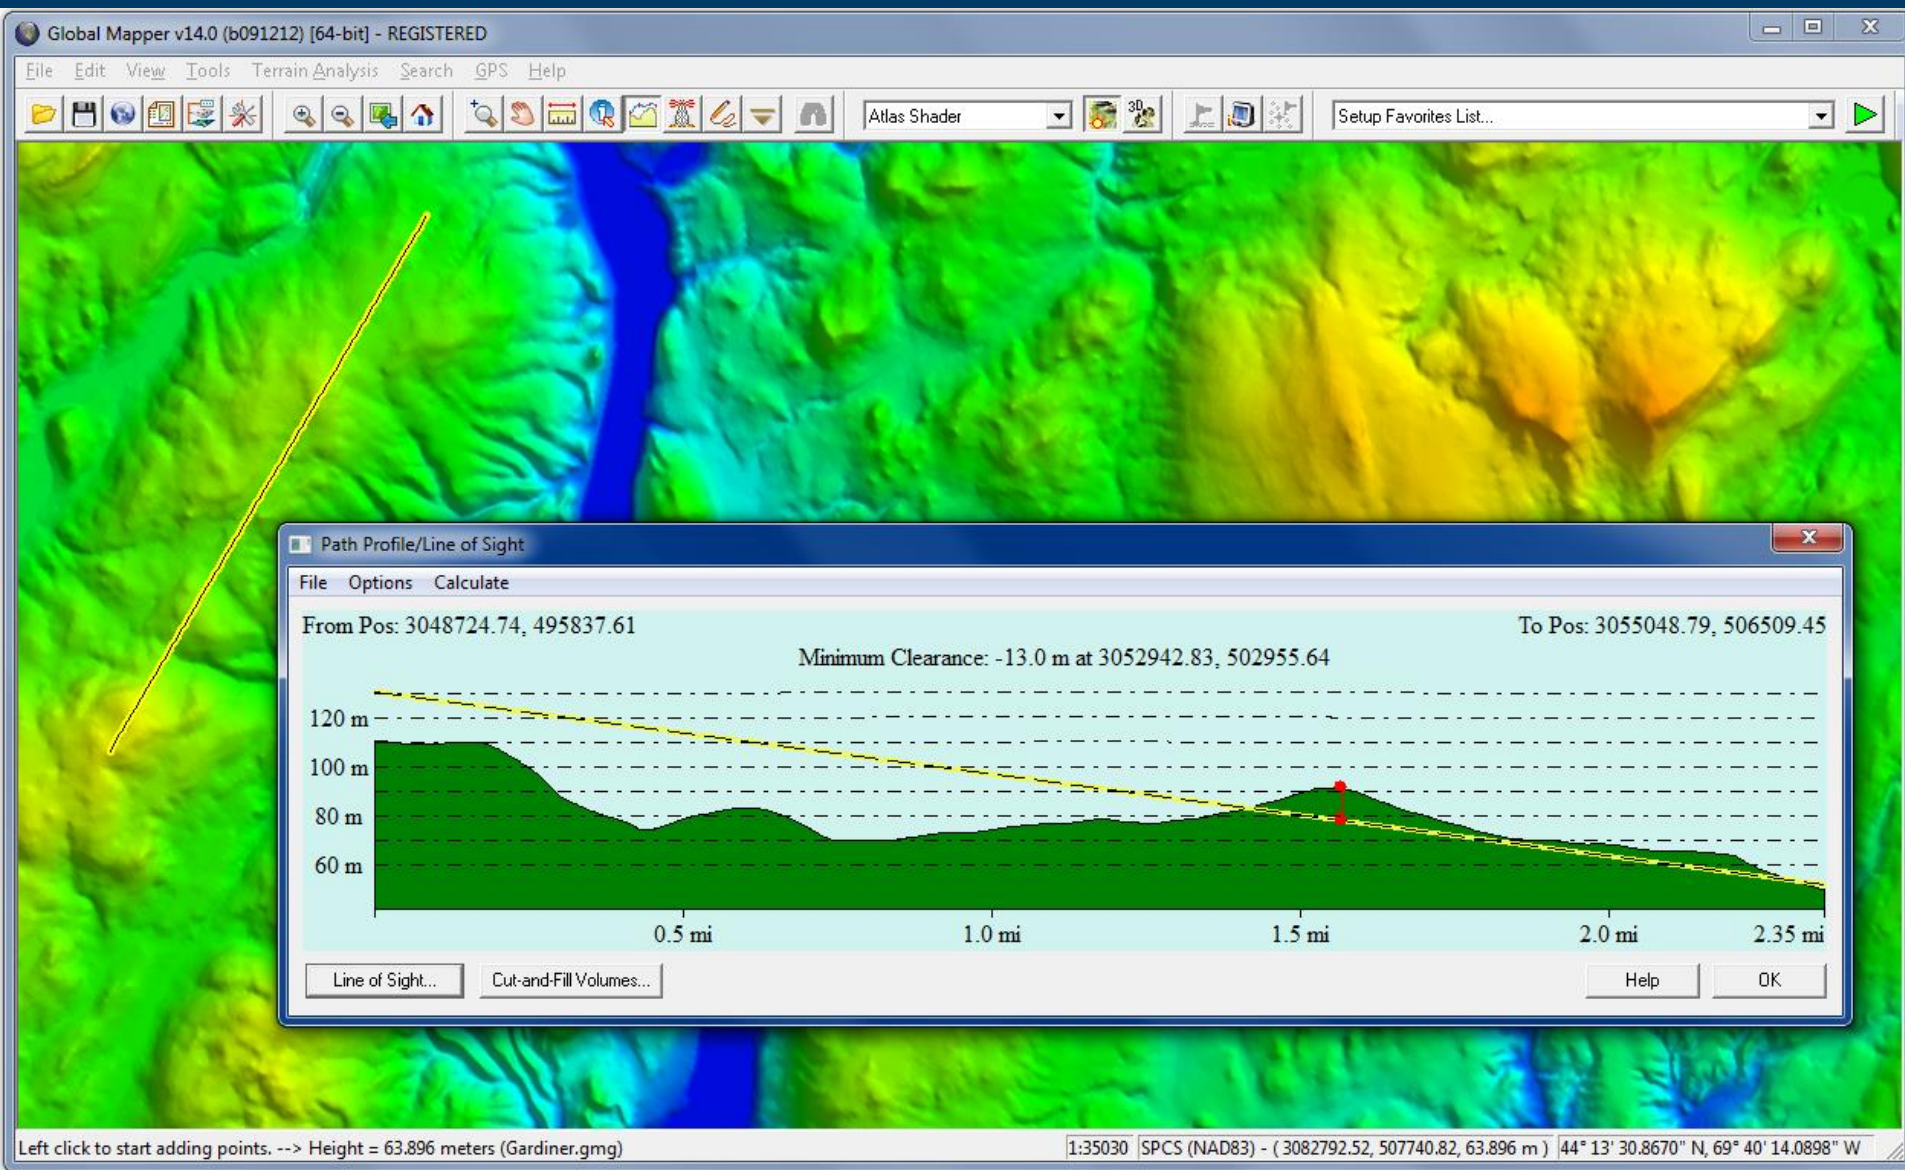 Global Mapper v14.0 (b091212) [64-bit] - REGISTERED
File Edit View Tools Terrain Analysis Search GPS Help
3D
Atlas Shader
Setup Favorites List...
Path Profile/Line of Sight
File Options Calculate
From Pos: 3048724.74, 495837.61
To Pos: 3055048.79, 506509.45
Minimum Clearance: -13.0 m at 3052942.83, 502955.64
120 m
100 m
80 m
60 m
0.5 mi 1.0 mi 1.5 mi 2.0 mi 2.35 mi
Line of Sight... Cut-and-Fill Volumes... Help OK
Left click to start adding points. --> Height = 63.896 meters (Gardiner.gmg)
1:35030 SPCS (NAD83) - ( 3082792.52, 507740.82, 63.896 m ) 44° 13' 30.8670" N, 69° 40' 14.0898" W